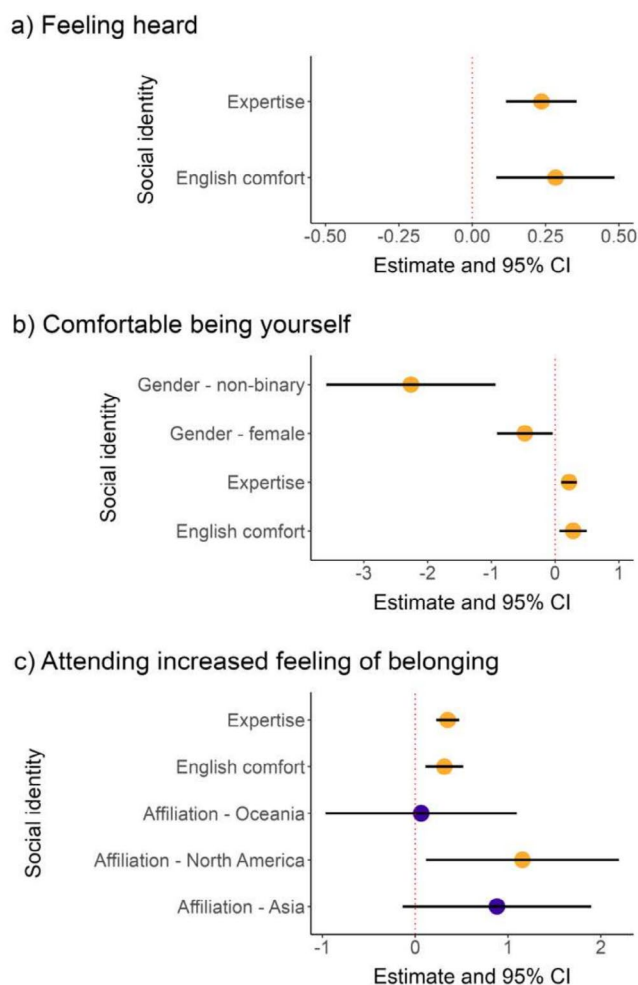 a) Feeling heard
Social identity
Expertise
English comfort
-0.50 -0.25 0.00 0.25 0.50
Estimate and 95% CI
b) Comfortable being yourself
Social identity
Gender - non-binary
Gender - female
Expertise
English comfort
-3 -2 -1 0 1
Estimate and 95% CI
c) Attending increased feeling of belonging
Social identity
Expertise
English comfort
Affiliation - Oceania
Affiliation - North America
Affiliation - Asia
-1 0 1 2
Estimate and 95% CI